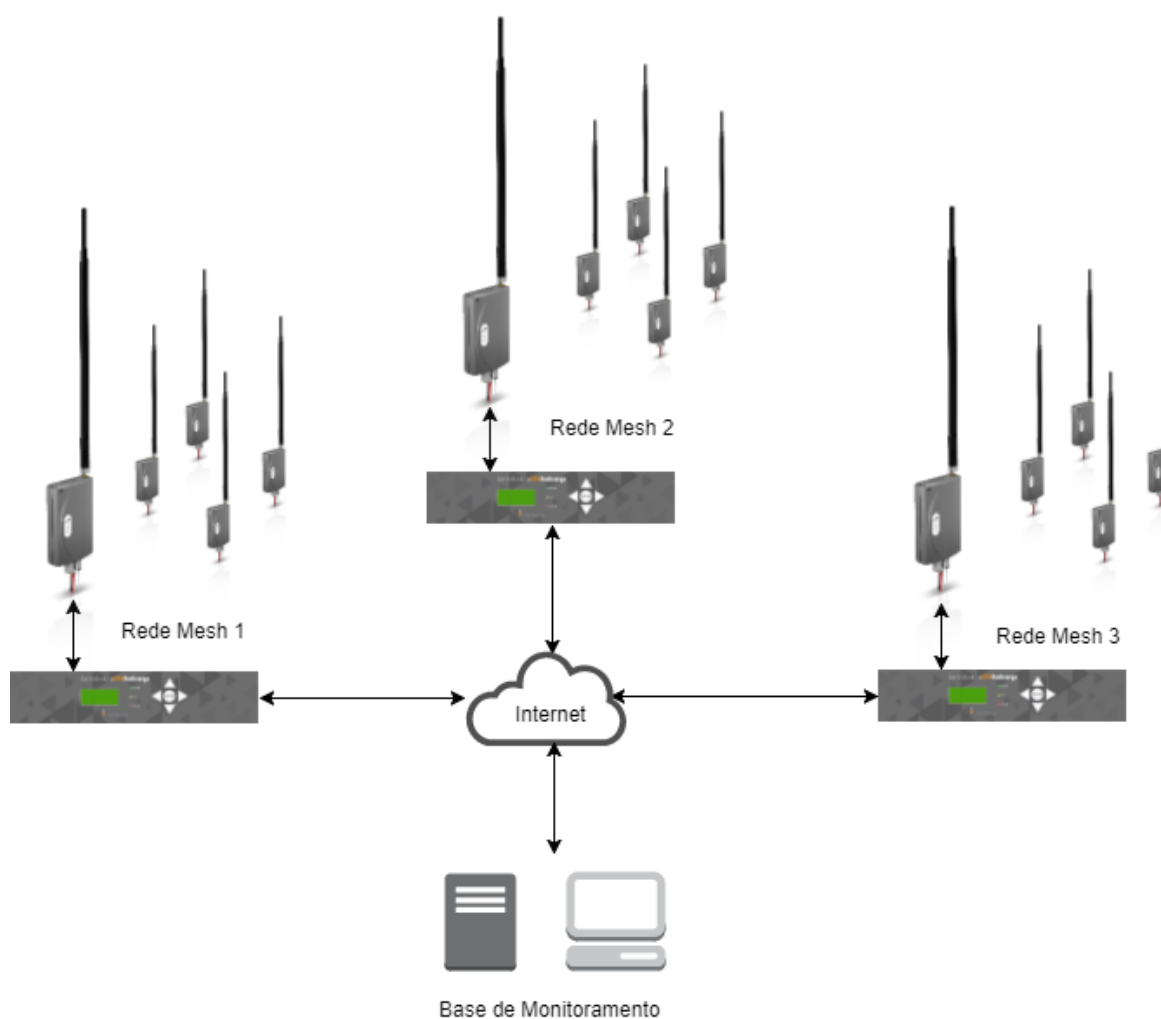 Rede Mesh 2
Rede Mesh 1
Rede Mesh 3
Internet
Base de Monitoramento